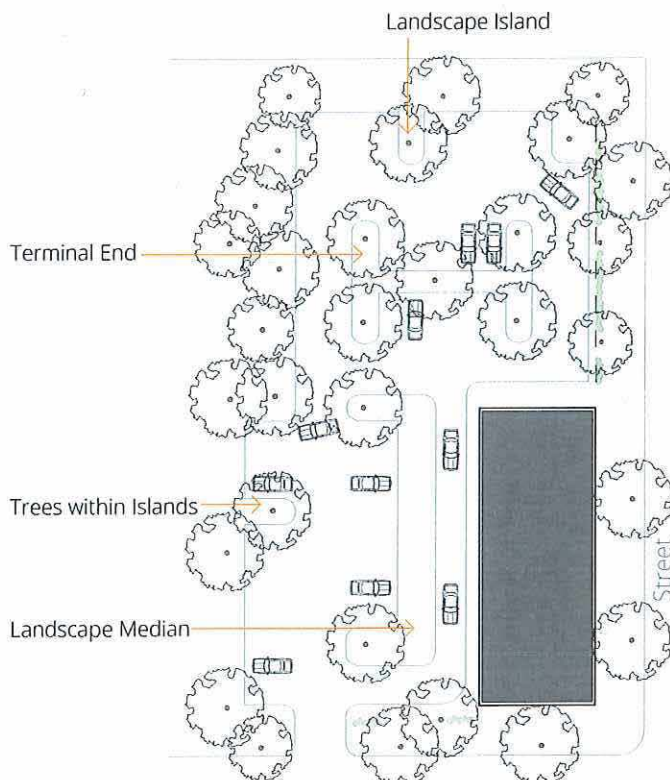 Landscape Island
Terminal End
Trees within Islands
Landscape Median
Street